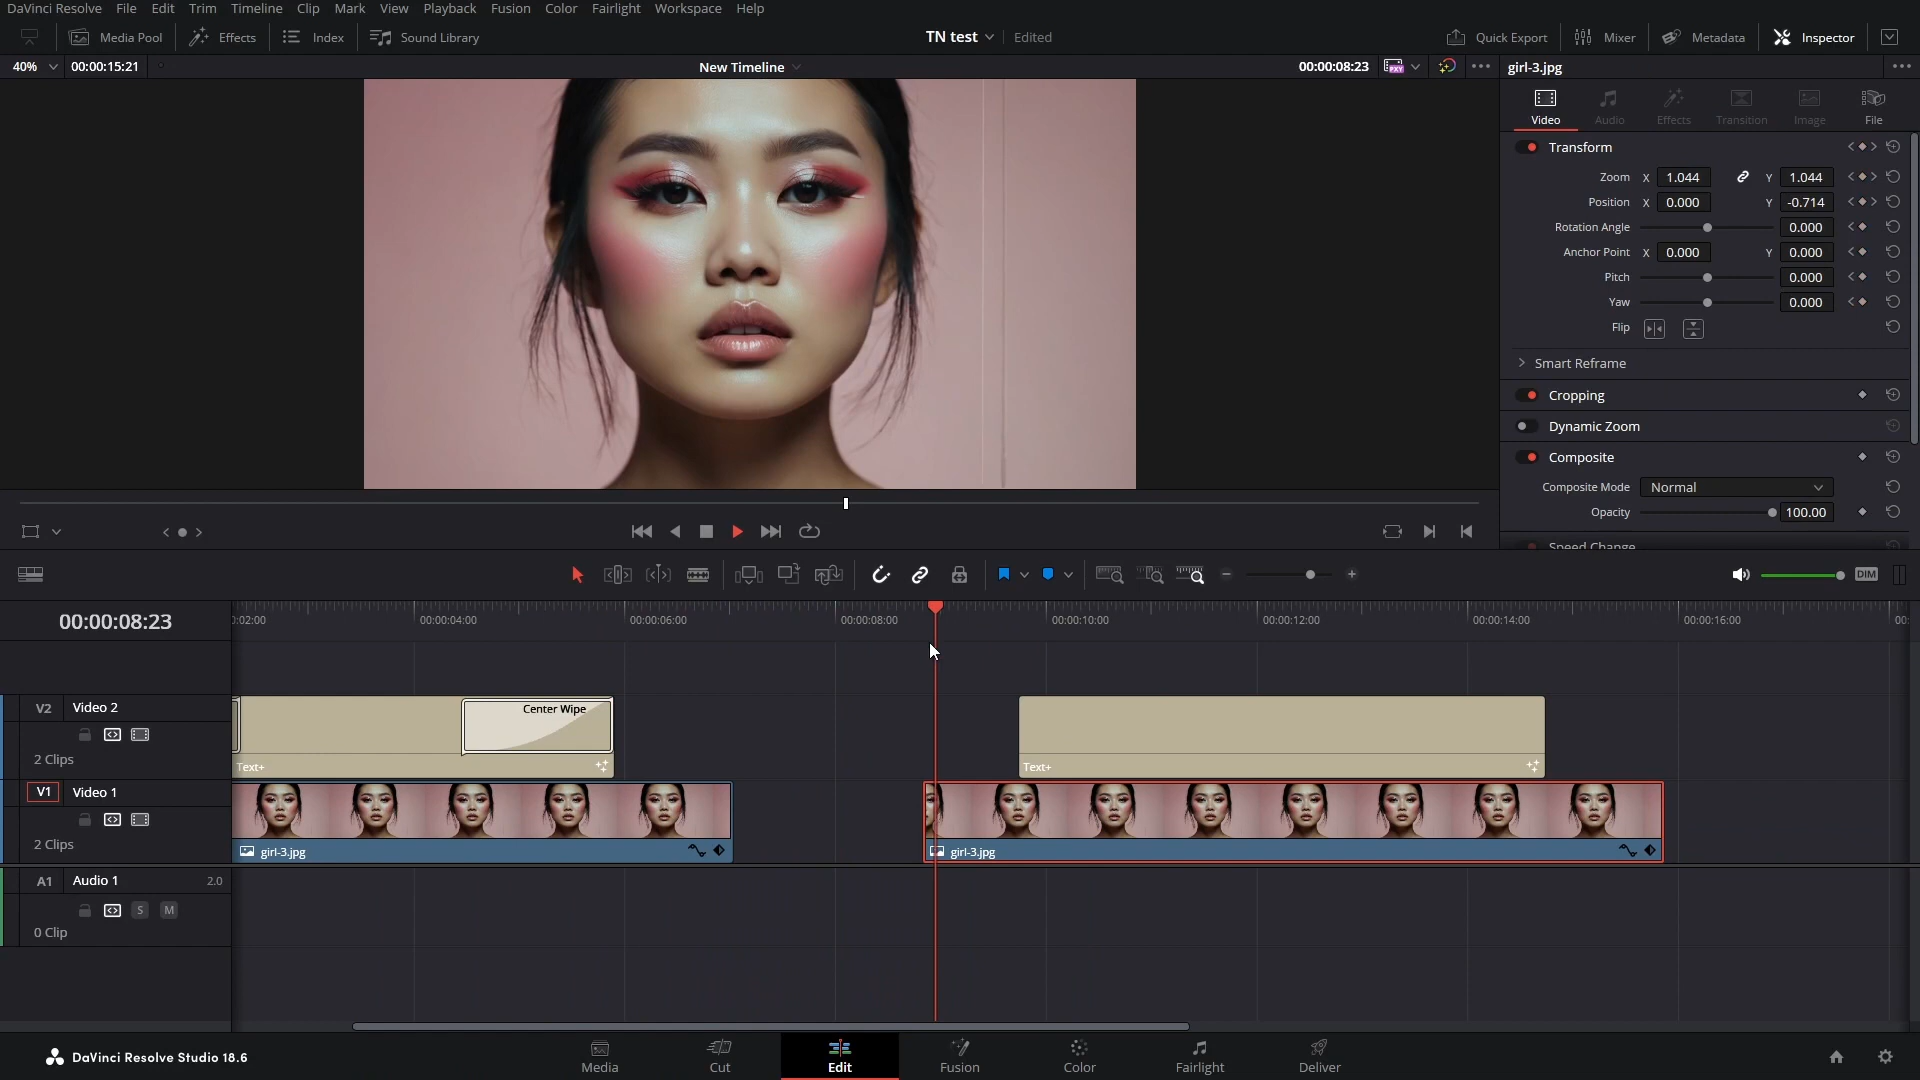 DaVinci Resolve File Edit Trim Timeline Clip Mark View Playback Fusion Color Fairlight Workspace Help
Media Pool Effects Index Sound Library TN test Edited Quick Export Mixer Metadata Inspector
40% 00:00:15:21 New Timeline 00:00:08:23 PXY girl-3.jpg
Video Audio Effects Transition Image File
Transform
Zoom X 1.044 Y 1.044
Position X 0.000 Y -0.714
Rotation Angle 0.000
Anchor Point X 0.000 Y 0.000
Pitch 0.000
Yaw 0.000
Flip
Smart Reframe
Cropping
Dynamic Zoom
Composite
Composite Mode Normal
Opacity 100.00
Speed Change
DIM
00:00:08:23
00:00:04:00 00:00:06:00 00:00:08:00 00:00:10:00 00:00:12:00 00:00:14:00 00:00:16:00
V2 Video 2
2 Clips
Center Wipe
Text+ Text+
V1 Video 1
2 Clips
girl-3.jpg girl-3.jpg
A1 Audio 1 2.0
S M
0 Clip
DaVinci Resolve Studio 18.6
Media Cut Edit Fusion Color Fairlight Deliver